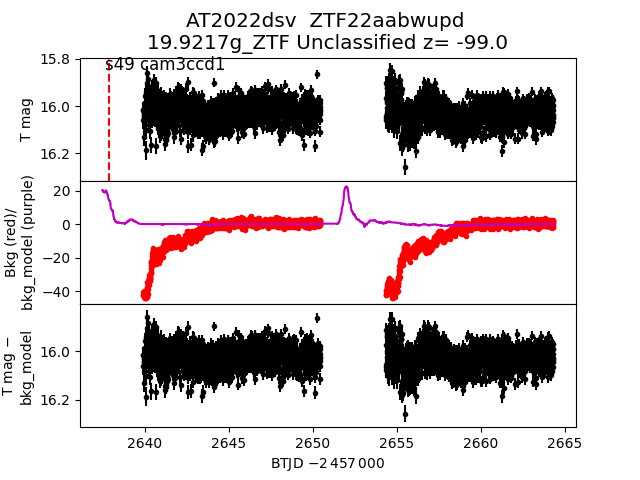 AT2022dsv  ZTF22aabwupd
19.9217g_ZTF Unclassified z= -99.0
s49 cam3ccd1
15.8
16.0
16.2
T mag
20
0
−20
−40
Bkg (red)/
bkg_model (purple)
16.0
16.2
T mag −
bkg_model
2640
2645
2650
2655
2660
2665
BTJD −2 457 000